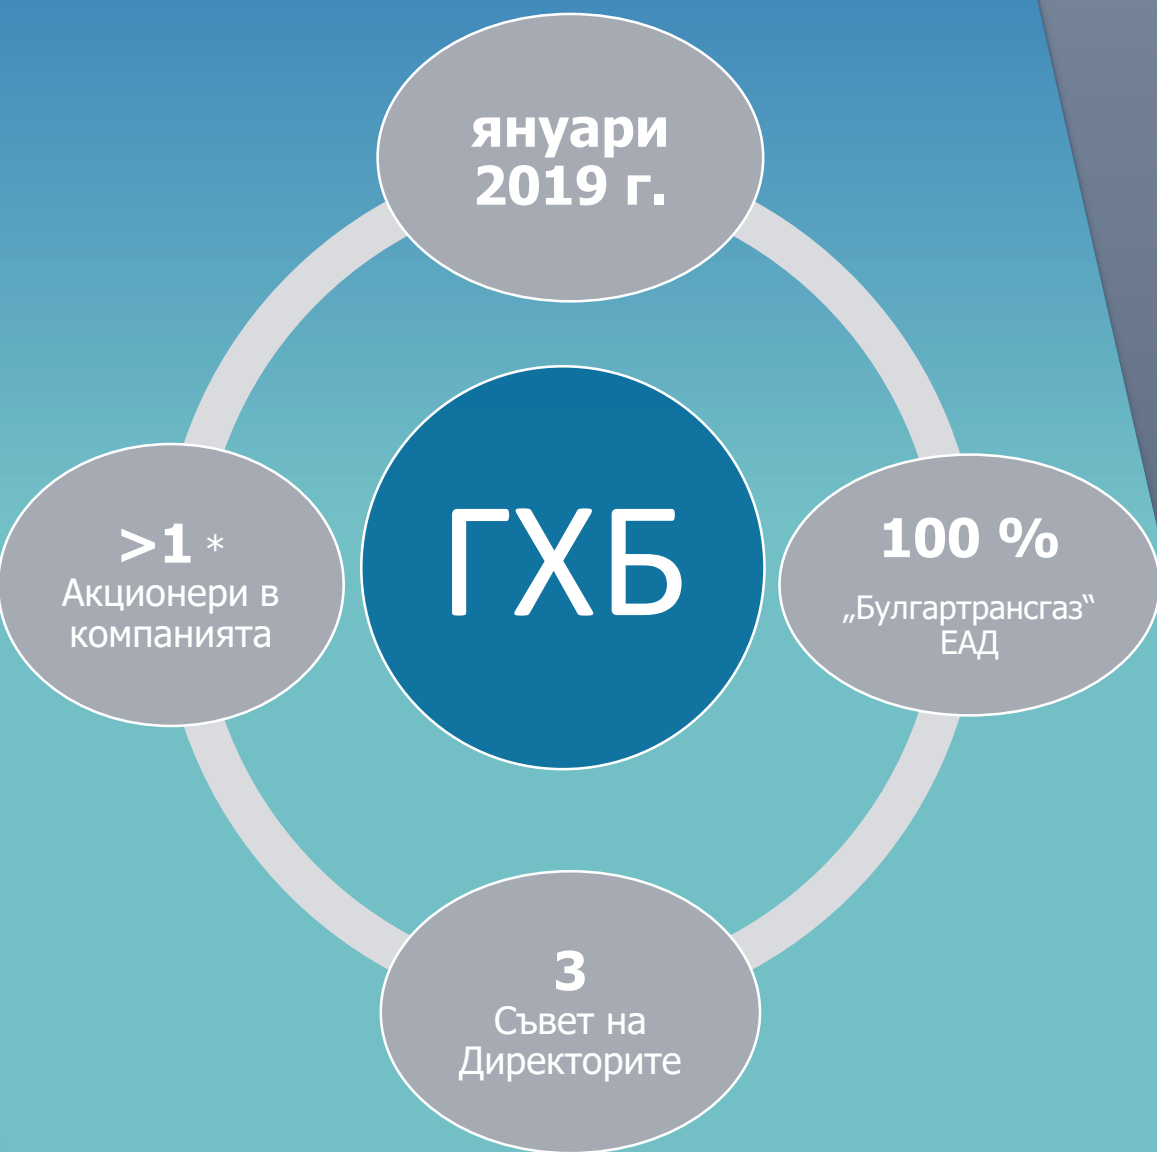 януари
2019 г.
>1 *
Акционери в
компанията
ГХБ
100 %
„Булгартрансгаз“
ЕАД
3
Съвет на
Директорите